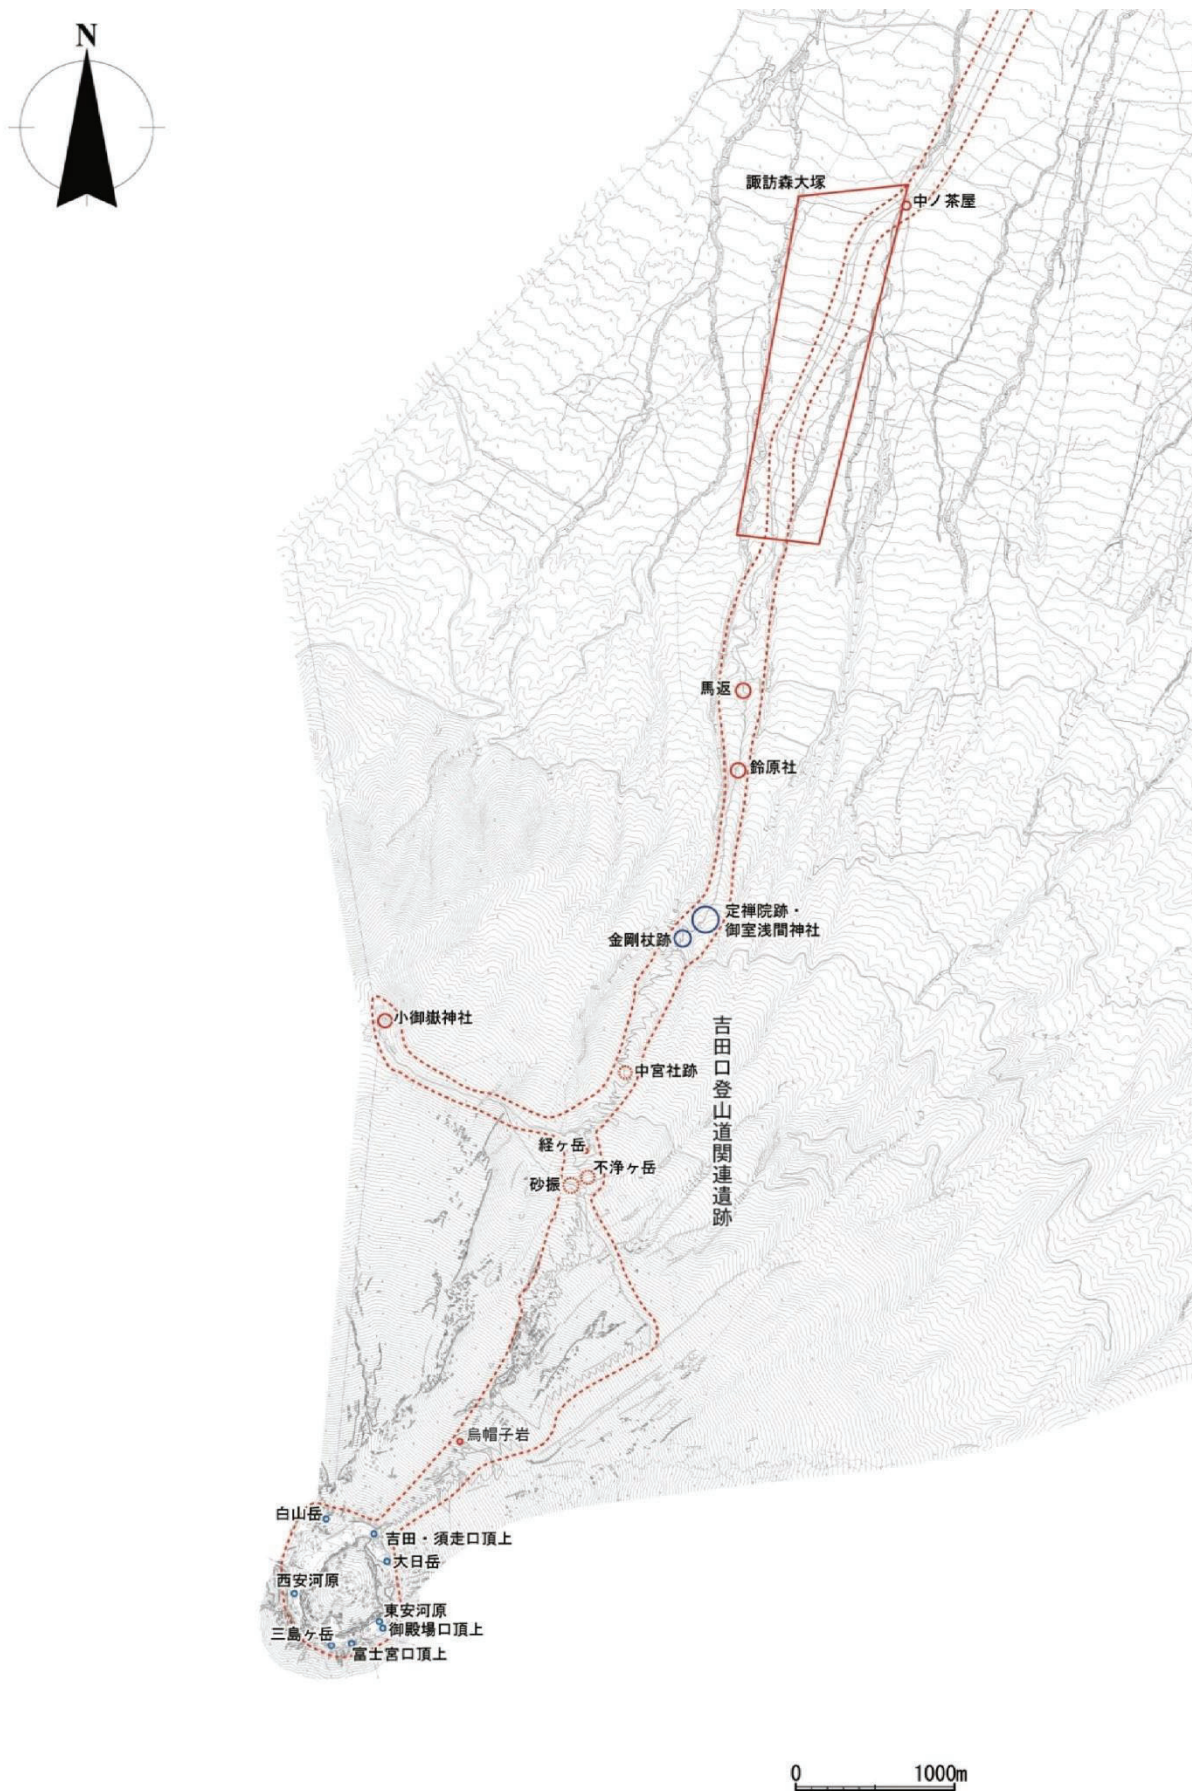 N
諏訪森大塚
中ノ茶屋
馬返
鈴原社
定禅院跡・
御室浅間神社
金剛杖跡
小御嶽神社
吉田口登山道関連遺跡
中宮社跡
経ヶ岳
不浄ヶ岳
砂振
烏帽子岩
白山岳
吉田・須走口頂上
大日岳
西安河原
東安河原
御殿場口頂上
三島ヶ岳
富士宮口頂上
0 1000m